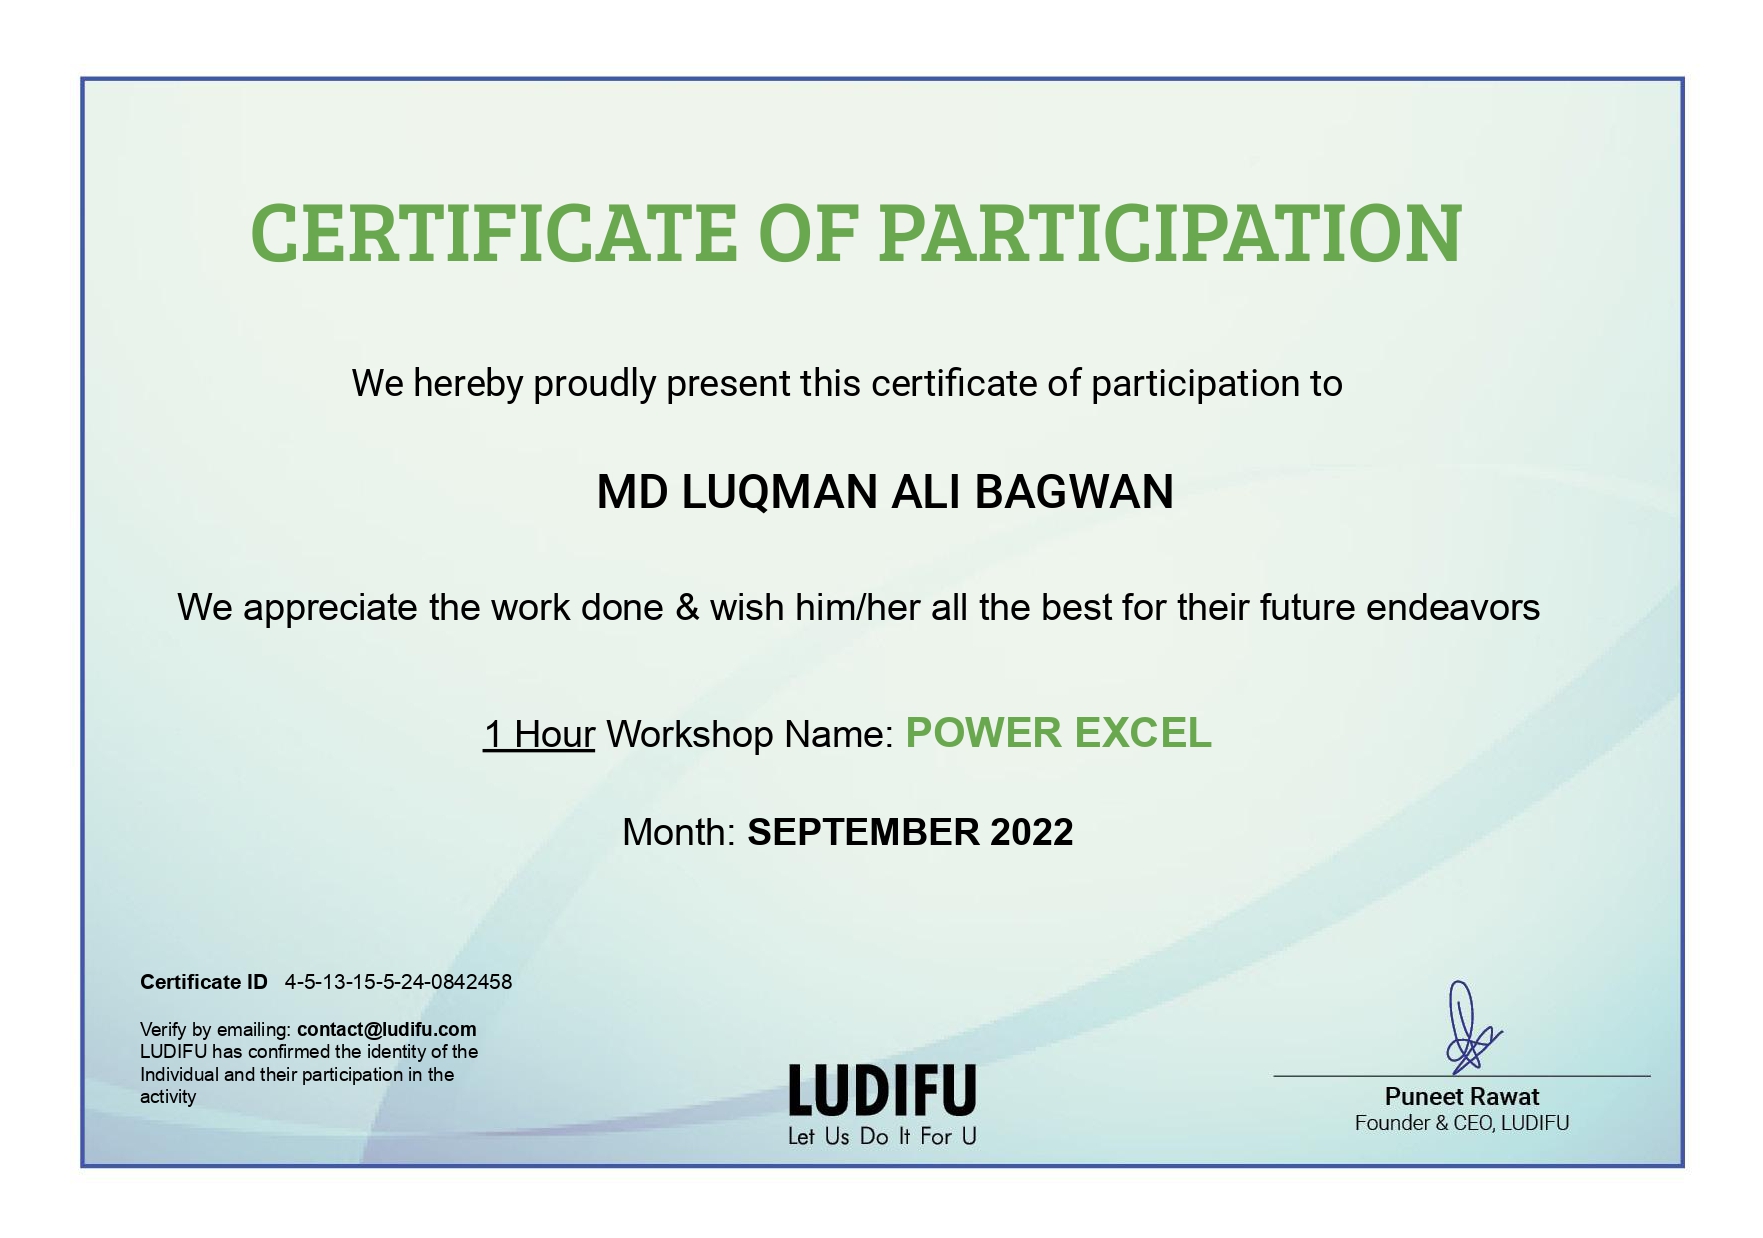 CERTIFICATE OF PARTICIPATION
We hereby proudly present this certificate of participation to
MD LUQMAN ALI BAGWAN
We appreciate the work done & wish him/her all the best for their future endeavors
1 Hour Workshop Name: POWER EXCEL
Month: SEPTEMBER 2022
Certificate ID 4-5-13-15-5-24-0842458
Verify by emailing: contact@ludifu.com
LUDIFU has confirmed the identity of the
Individual and their participation in the
activity
LUDIFU
Let Us Do It For U
Puneet Rawat
Founder & CEO, LUDIFU